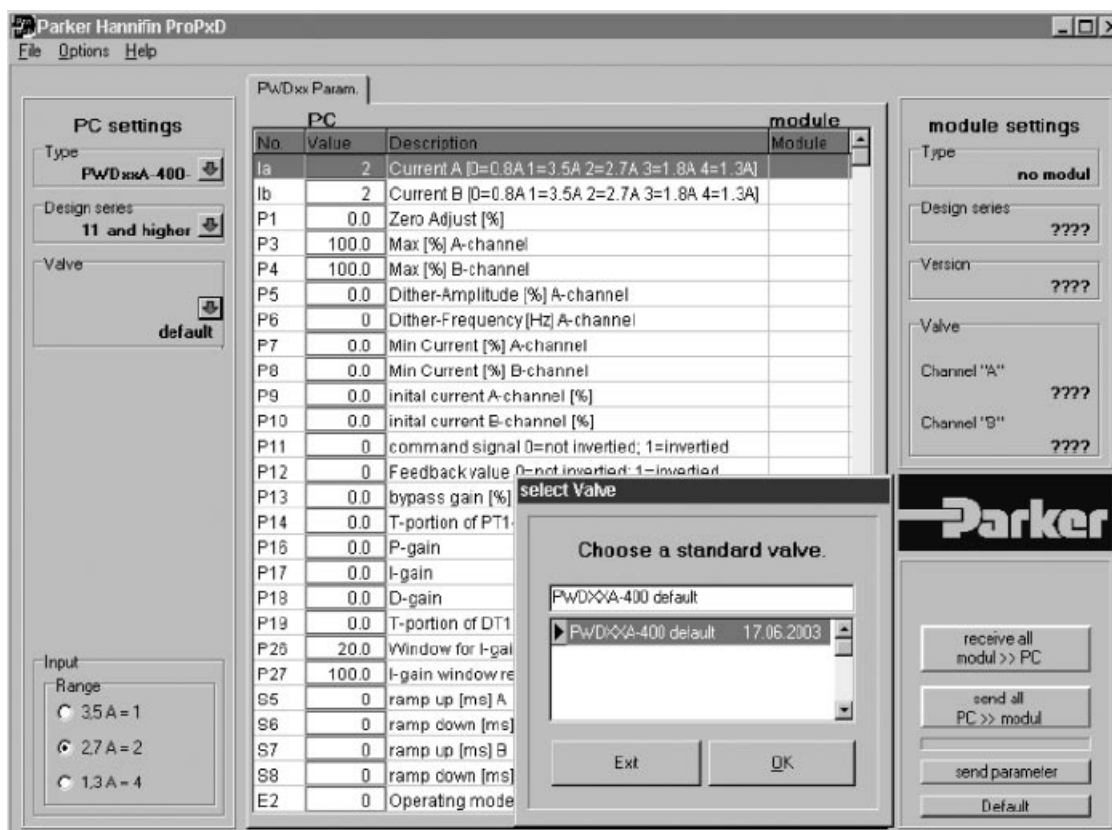 Parker Hannifin ProPxD
File Options Help
PWDxx Param.
PC settings
Type
PWDxxA-400-
Design series
11 and higher
Valve
default
Input
Range
3,5 A = 1
2,7 A = 2
1,3 A = 4
PC module
No. Value Description Module
Ia 2 Current A [0=0.8A 1=3.5A 2=2.7A 3=1.8A 4=1.3A]
Ib 2 Current B [0=0.8A 1=3.5A 2=2.7A 3=1.8A 4=1.3A]
P1 0.0 Zero Adjust [%]
P3 100.0 Max [%] A-channel
P4 100.0 Max [%] B-channel
P5 0.0 Dither-Amplitude [%] A-channel
P6 0 Dither-Frequency [Hz] A-channel
P7 0.0 Min Current [%] A-channel
P8 0.0 Min Current [%] B-channel
P9 0.0 inital current A-channel [%]
P10 0.0 inital current B-channel [%]
P11 0 command signal 0=not invertied; 1=invertied
P12 0 Feedback value 0=not invertied; 1=invertied
P13 0.0 bypass gain [%]
P14 0.0 T-portion of PT1-
P16 0.0 P-gain
P17 0.0 I-gain
P18 0.0 D-gain
P19 0.0 T-portion of DT1
P26 20.0 Window for I-gai
P27 100.0 I-gain window re
S5 0 ramp up [ms] A
S6 0 ramp down [ms]
S7 0 ramp up [ms] B
S8 0 ramp down [ms]
E2 0 Operating mode
select Valve
Choose a standard valve.
PWDXXA-400 default
PWDXXA-400 default 17.06.2003
Exit OK
module settings
Type
no modul
Design series
????
Version
????
Valve
Channel "A"
????
Channel "B"
????
Parker
receive all
modul >> PC
send all
PC >> modul
send parameter
Default